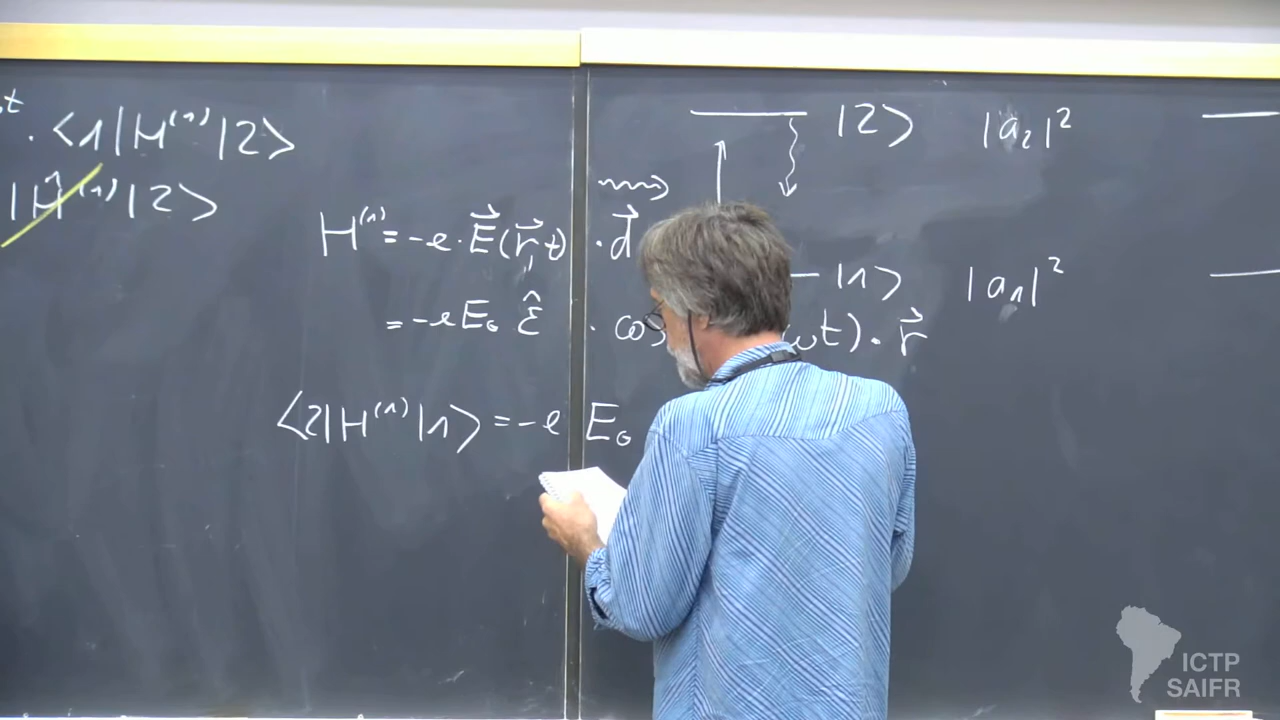 t
· ⟨1|H⁽¹⁾|2⟩
|Ĥ⁽¹⁾|2⟩
|2⟩ |a₂|²
H⁽¹⁾ = -e · E⃗(r⃗,t) · d⃗
|1⟩ |a₁|²
= -e E₀ ε̂ · cos ωt) · r⃗
⟨2|H⁽¹⁾|1⟩ = -e E₀
ICTP
SAIFR